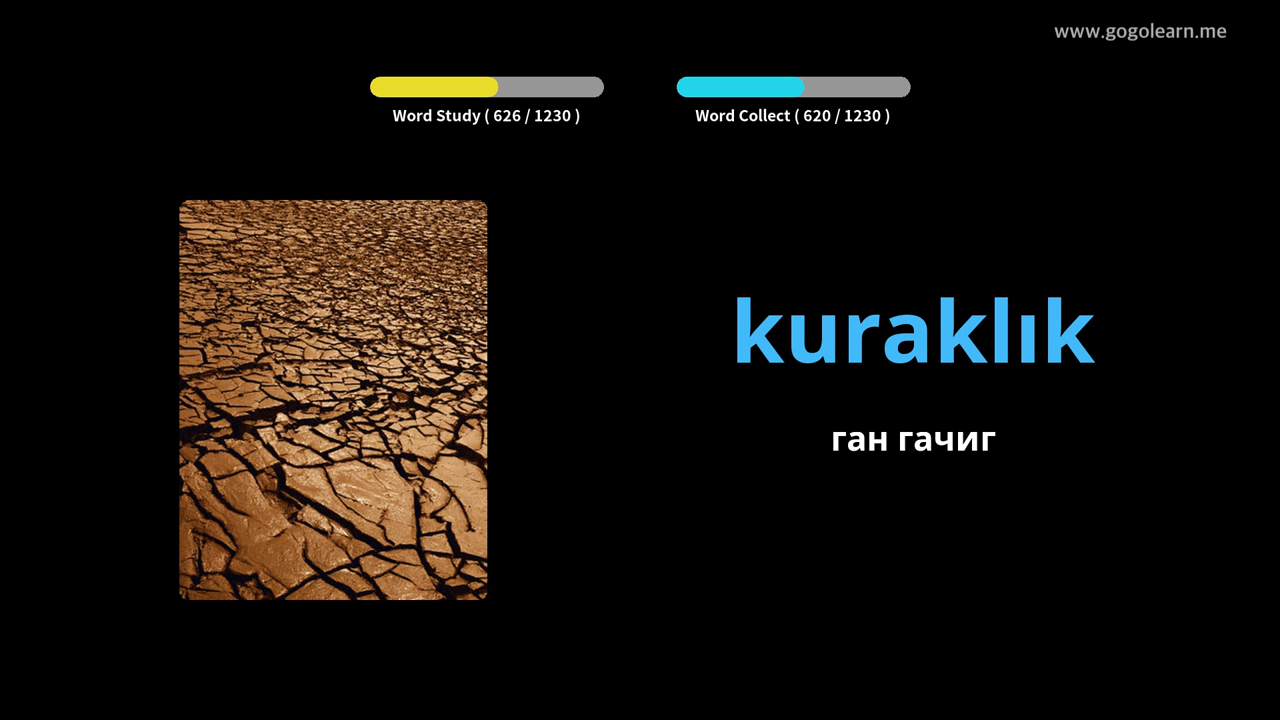 www.gogolearn.me
Word Study ( 626 / 1230 )
Word Collect ( 620 / 1230 )
kuraklık
ган гачиг